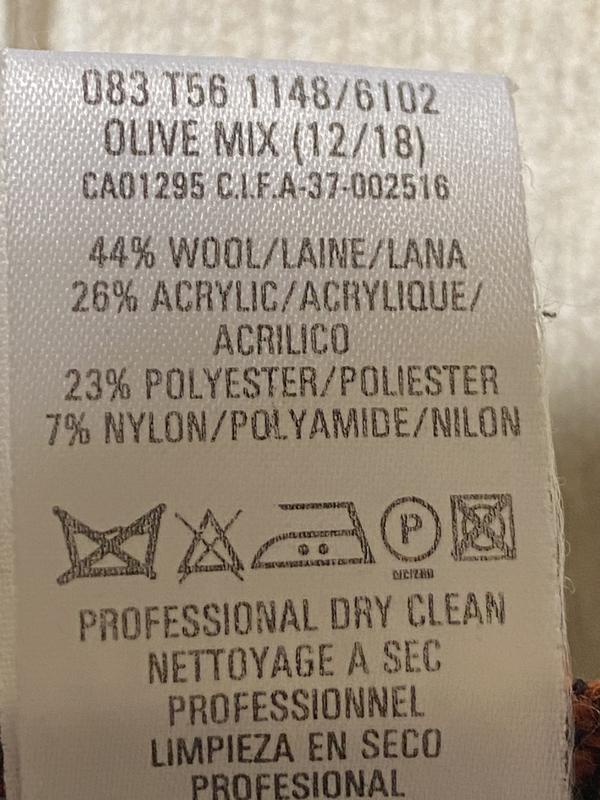 083 T56 1148/6102
OLIVE MIX (12/18)
CA01295 C.I.F.A-37-002516
44% WOOL/LAINE/LANA
26% ACRYLIC/ACRYLIQUE/
ACRILICO
23% POLYESTER/POLIESTER
7% NYLON/POLYAMIDE/NILON
P
PROFESSIONAL DRY CLEAN
NETTOYAGE A SEC
PROFESSIONNEL
LIMPIEZA EN SECO
PROFESIONAL